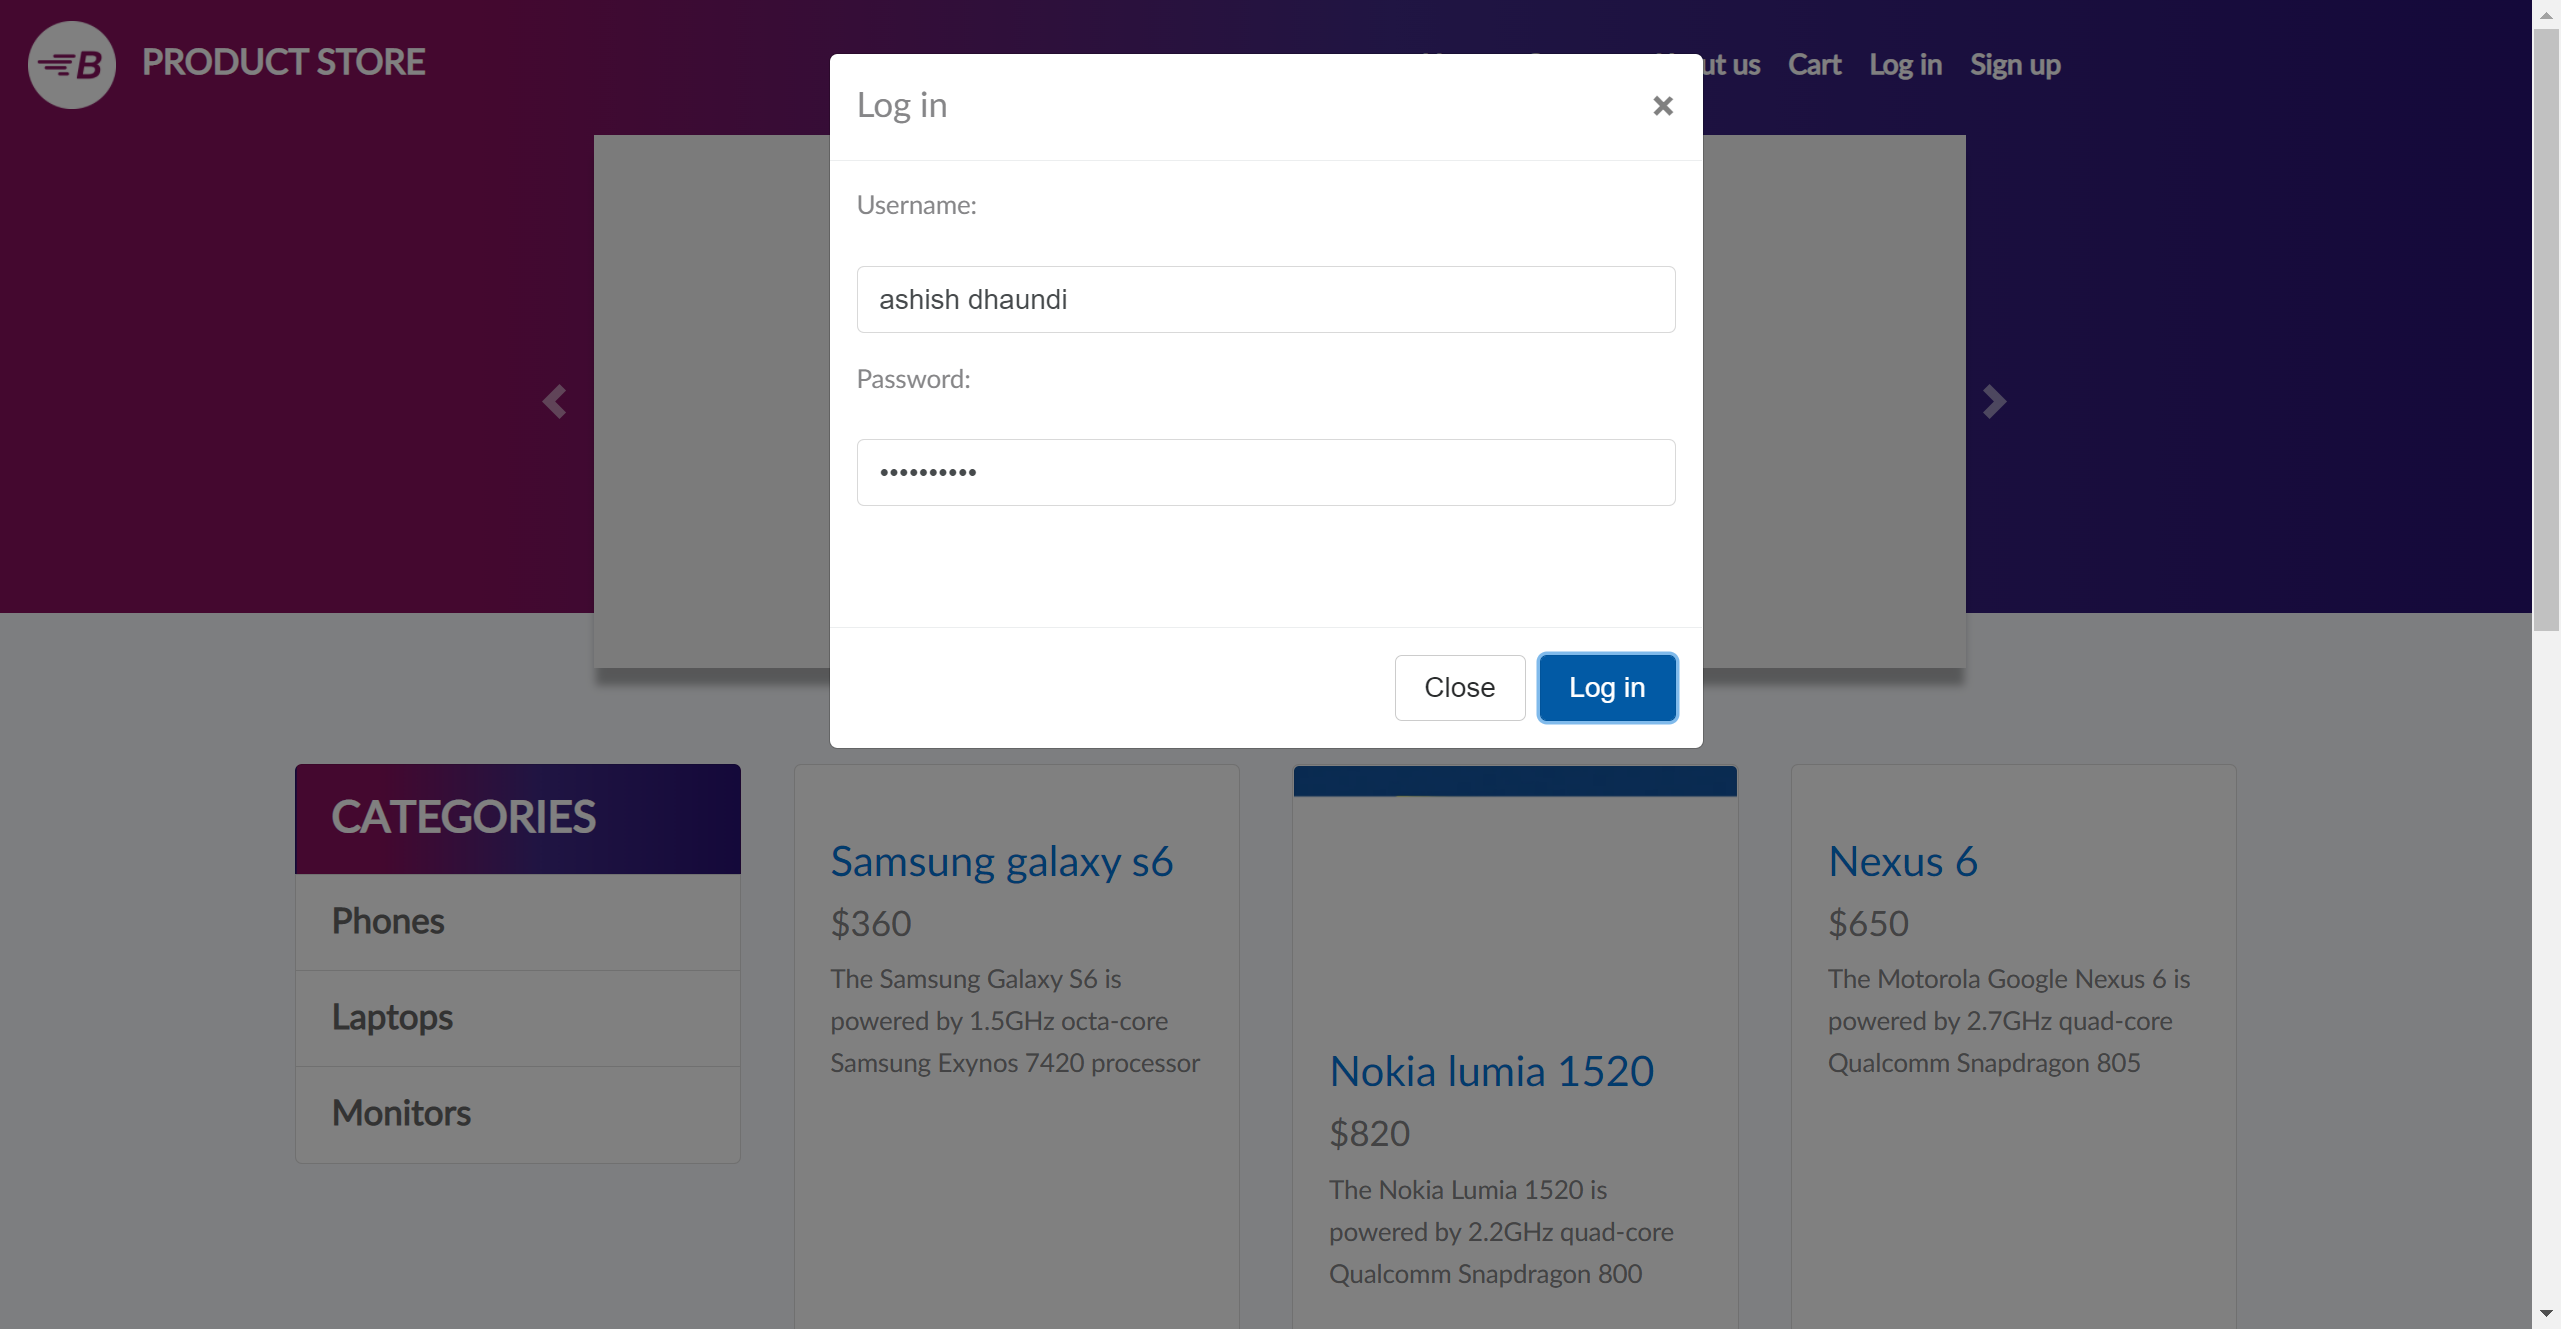 B PRODUCT STORE
ut us Cart Log in Sign up
Log in ×
Username:
ashish dhaundi
Password:
••••••••••
Close Log in
CATEGORIES
Phones
Laptops
Monitors
Samsung galaxy s6
$360
The Samsung Galaxy S6 is
powered by 1.5GHz octa-core
Samsung Exynos 7420 processor
Nokia lumia 1520
$820
The Nokia Lumia 1520 is
powered by 2.2GHz quad-core
Qualcomm Snapdragon 800
Nexus 6
$650
The Motorola Google Nexus 6 is
powered by 2.7GHz quad-core
Qualcomm Snapdragon 805